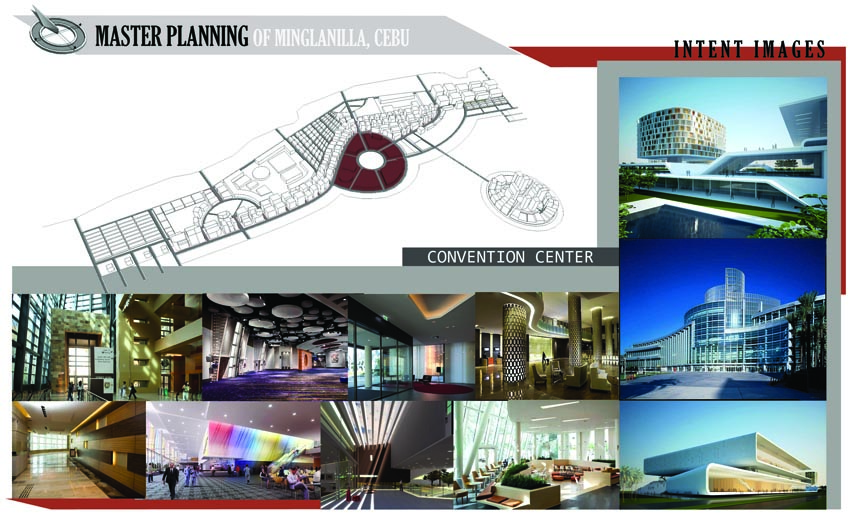 MASTER PLANNING OF MINGLANILLA, CEBU
INTENT IMAGES
CONVENTION CENTER